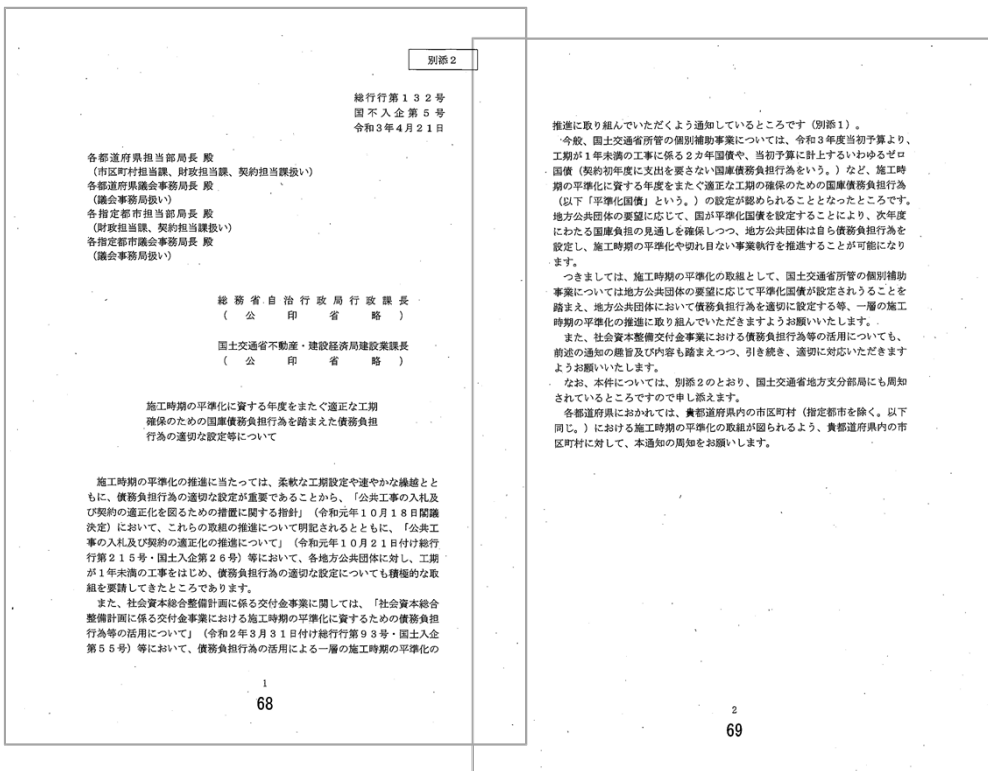 別添２
総行行第１３２号
国不入企第５号
令和３年４月２１日
各都道府県担当部局長 殿
（市区町村担当課、財政担当課、契約担当課扱い）
各都道府県議会事務局長 殿
（議会事務局扱い）
各指定都市担当部局長 殿
（財政担当課、契約担当課扱い）
各指定都市議会事務局長 殿
（議会事務局扱い）
総務省自治行政局行政課長
（公印省略）
国土交通省不動産・建設経済局建設業課長
（公印省略）
施工時期の平準化に資する年度をまたぐ適正な工期
確保のための国庫債務負担行為を踏まえた債務負担
行為の適切な設定等について
施工時期の平準化の推進に当たっては、柔軟な工期設定や速やかな繰越とと
もに、債務負担行為の適切な設定が重要であることから、「公共工事の入札及
び契約の適正化を図るための措置に関する指針」（令和元年１０月１８日閣議
決定）において、これらの取組の推進について明記されるとともに、「公共工
事の入札及び契約の適正化の推進について」（令和元年１０月２１日付け総行
行第２１５号・国土入企第２６号）等において、各地方公共団体に対し、工期
が１年未満の工事をはじめ、債務負担行為の適切な設定についても積極的な取
組を要請してきたところであります。
また、社会資本総合整備計画に係る交付金事業に関しては、「社会資本総合
整備計画に係る交付金事業における施工時期の平準化に資するための債務負担
行為等の活用について」（令和２年３月３１日付け総行行第９３号・国土入企
第５５号）等において、債務負担行為の活用による一層の施工時期の平準化の
1
68
推進に取り組んでいただくよう通知しているところです（別添１）。
今般、国土交通省所管の個別補助事業については、令和３年度当初予算より、
工期が１年未満の工事に係る２カ年国債や、当初予算に計上するいわゆるゼロ
国債（契約初年度に支出を要さない国庫債務負担行為をいう。）など、施工時
期の平準化に資する年度をまたぐ適正な工期の確保のための国庫債務負担行為
（以下「平準化国債」という。）の設定が認められることとなったところです。
地方公共団体の要望に応じて、国が平準化国債を設定することにより、次年度
にわたる国庫負担の見通しを確保しつつ、地方公共団体は自ら債務負担行為を
設定し、施工時期の平準化や切れ目ない事業執行を推進することが可能になり
ます。
つきましては、施工時期の平準化の取組として、国土交通省所管の個別補助
事業については地方公共団体の要望に応じて平準化国債が設定されうることを
踏まえ、地方公共団体において債務負担行為を適切に設定する等、一層の施工
時期の平準化の推進に取り組んでいただきますようお願いいたします。
また、社会資本整備交付金事業における債務負担行為等の活用についても、
前述の通知の趣旨及び内容も踏まえつつ、引き続き、適切に対応いただきます
ようお願いいたします。
なお、本件については、別添２のとおり、国土交通省地方支分部局にも周知
されているところですので申し添えます。
各都道府県におかれては、貴都道府県内の市区町村（指定都市を除く。以下
同じ。）における施工時期の平準化の取組が図られるよう、貴都道府県内の市
区町村に対して、本通知の周知をお願いします。
2
69